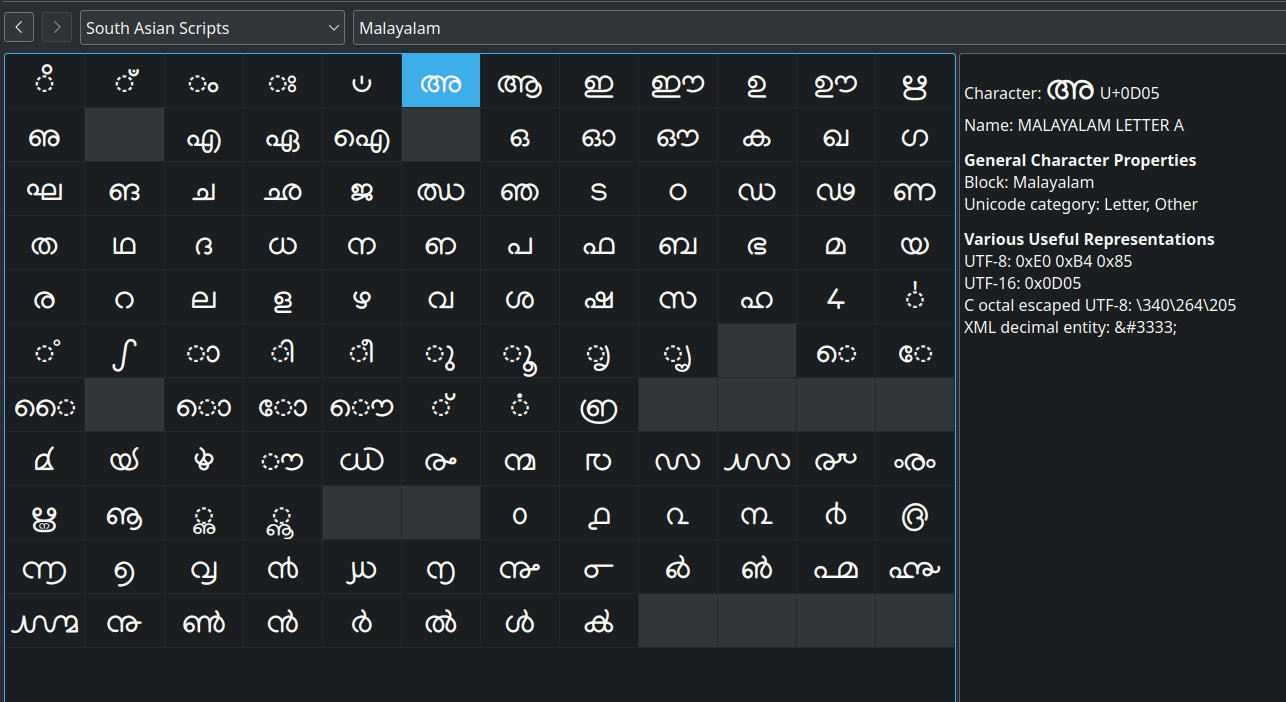 South Asian Scripts Malayalam
ഀ ഁ ം ഃ ഄ അ ആ ഇ ഈ ഉ ഊ ഋ
ഌ എ ഏ ഐ ഒ ഓ ഔ ക ഖ ഗ
ഘ ങ ച ഛ ജ ഝ ഞ ട ഠ ഡ ഢ ണ
ത ഥ ദ ധ ന ഩ പ ഫ ബ ഭ മ യ
ര റ ല ള ഴ വ ശ ഷ സ ഹ ഺ ഻
഼ ഽ ാ ി ീ ു ൂ ൃ ൄ െ േ
ൈ ൊ ോ ൌ ് ൎ ൏
ൔ ൕ ൖ ൗ ൘ ൙ ൚ ൛ ൜ ൝ ൞ ൟ
ൠ ൡ ൢ ൣ ൦ ൧ ൨ ൩ ൪ ൫
൬ ൭ ൮ ൯ ൰ ൱ ൲ ൳ ൴ ൵ ൶ ൷
൸ ൹ ൺ ൻ ർ ൽ ൾ ൿ
Character: അ U+0D05
Name: MALAYALAM LETTER A
General Character Properties
Block: Malayalam
Unicode category: Letter, Other
Various Useful Representations
UTF-8: 0xE0 0xB4 0x85
UTF-16: 0x0D05
C octal escaped UTF-8: \340\264\205
XML decimal entity: &amp;#3333;